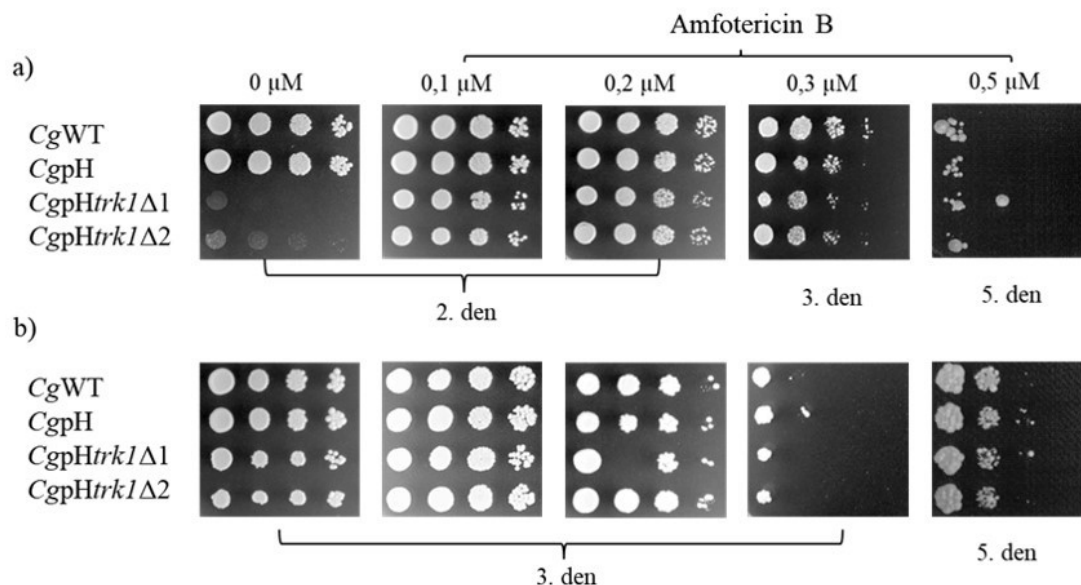 Amfotericin B
a)
0 µM 0,1 µM 0,2 µM 0,3 µM 0,5 µM
CgWT
CgpH
CgpHtrk1Δ1
CgpHtrk1Δ2
2. den 3. den 5. den
b)
CgWT
CgpH
CgpHtrk1Δ1
CgpHtrk1Δ2
3. den 5. den